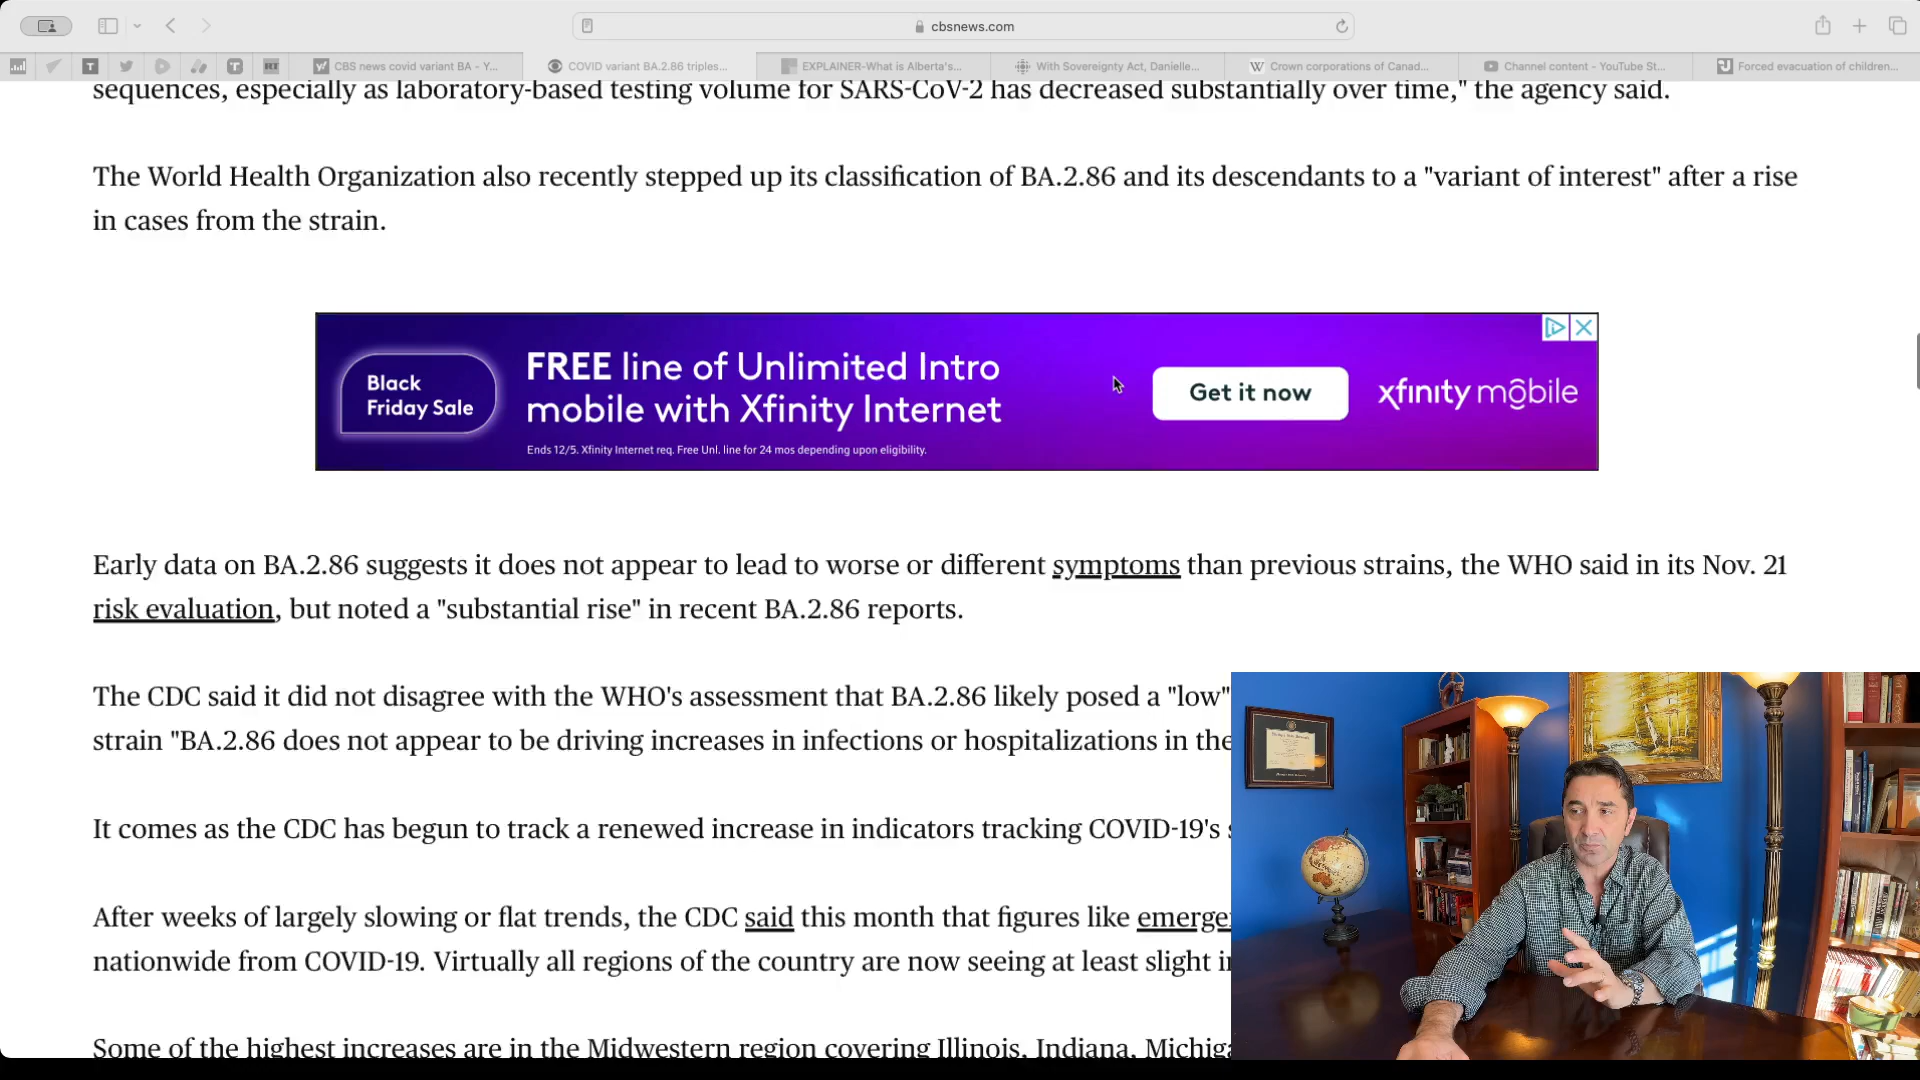 cbsnews.com
CBS news covid variant BA - Y...
COVID variant BA.2.86 triples...
EXPLAINER-What is Alberta's...
With Sovereignty Act, Danielle...
Crown corporations of Canad...
Channel content - YouTube St...
Forced evacuation of children...
sequences, especially as laboratory-based testing volume for SARS-CoV-2 has decreased substantially over time," the agency said.
The World Health Organization also recently stepped up its classification of BA.2.86 and its descendants to a "variant of interest" after a rise
in cases from the strain.
Black
Friday Sale
FREE line of Unlimited Intro
mobile with Xfinity Internet
Ends 12/5. Xfinity Internet req. Free Unl. line for 24 mos depending upon eligibility.
Get it now
xfinity mobile
Early data on BA.2.86 suggests it does not appear to lead to worse or different symptoms than previous strains, the WHO said in its Nov. 21
risk evaluation, but noted a "substantial rise" in recent BA.2.86 reports.
The CDC said it did not disagree with the WHO's assessment that BA.2.86 likely posed a "low"
strain "BA.2.86 does not appear to be driving increases in infections or hospitalizations in the
It comes as the CDC has begun to track a renewed increase in indicators tracking COVID-19's s
After weeks of largely slowing or flat trends, the CDC said this month that figures like emerge
nationwide from COVID-19. Virtually all regions of the country are now seeing at least slight in
Some of the highest increases are in the Midwestern region covering Illinois, Indiana, Michiga